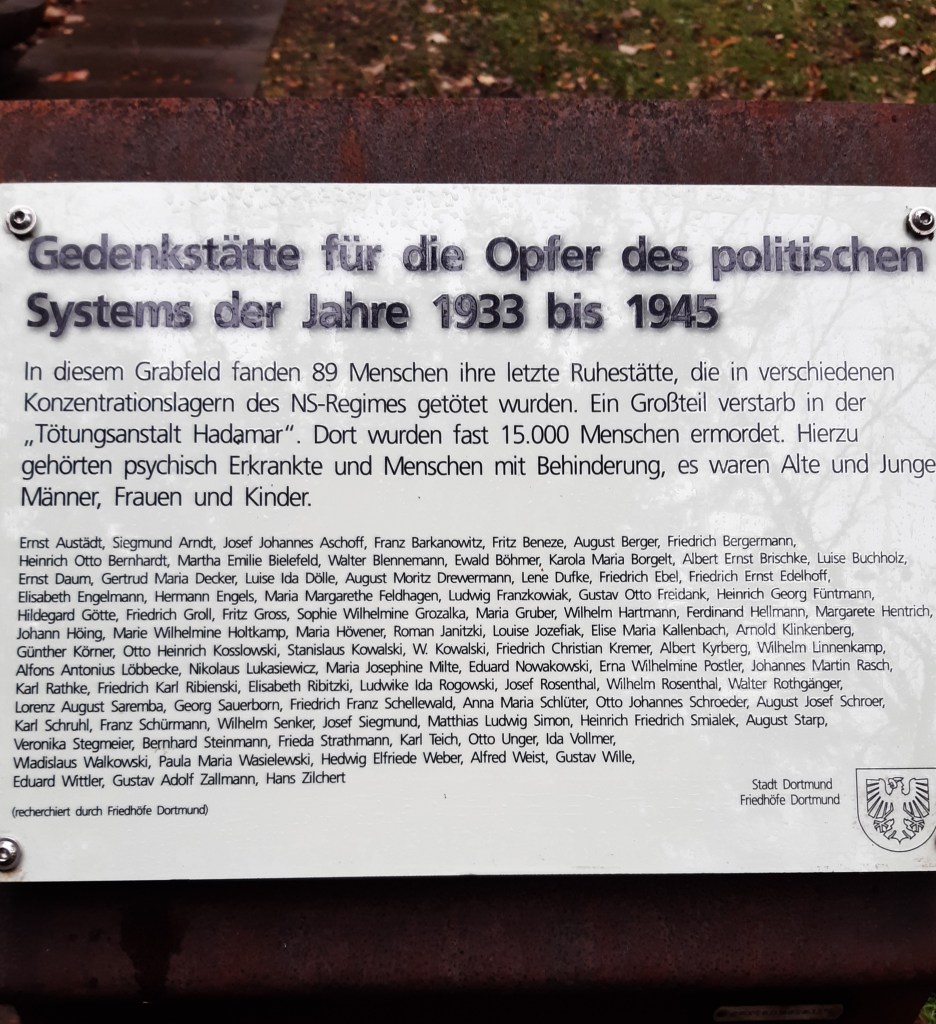 Gedenkstätte für die Opfer des politischen
Systems der Jahre 1933 bis 1945
In diesem Grabfeld fanden 89 Menschen ihre letzte Ruhestätte, die in verschiedenen
Konzentrationslagern des NS-Regimes getötet wurden. Ein Großteil verstarb in der
„Tötungsanstalt Hadamar“. Dort wurden fast 15.000 Menschen ermordet. Hierzu
gehörten psychisch Erkrankte und Menschen mit Behinderung, es waren Alte und Junge
Männer, Frauen und Kinder.
Ernst Austädt, Siegmund Arndt, Josef Johannes Aschoff, Franz Barkanowitz, Fritz Beneze, August Berger, Friedrich Bergermann,
Heinrich Otto Bernhardt, Martha Emilie Bielefeld, Walter Blennemann, Ewald Böhmer, Karola Maria Borgelt, Albert Ernst Brischke, Luise Buchholz,
Ernst Daum, Gertrud Maria Decker, Luise Ida Dölle, August Moritz Drewermann, Lene Dufke, Friedrich Ebel, Friedrich Ernst Edelhoff,
Elisabeth Engelmann, Hermann Engels, Maria Margarethe Feldhagen, Ludwig Franzkowiak, Gustav Otto Freidank, Heinrich Georg Füntmann,
Hildegard Götte, Friedrich Groll, Fritz Gross, Sophie Wilhelmine Grozalka, Maria Gruber, Wilhelm Hartmann, Ferdinand Hellmann, Margarete Hentrich,
Johann Höing, Marie Wilhelmine Holtkamp, Maria Hövener, Roman Janitzki, Louise Jozefiak, Elise Maria Kallenbach, Arnold Klinkenberg,
Günther Körner, Otto Heinrich Kosslowski, Stanislaus Kowalski, W. Kowalski, Friedrich Christian Kremer, Albert Kyrberg, Wilhelm Linnenkamp,
Alfons Antonius Löbbecke, Nikolaus Lukasiewicz, Maria Josephine Milte, Eduard Nowakowski, Erna Wilhelmine Postler, Johannes Martin Rasch,
Karl Rathke, Friedrich Karl Ribienski, Elisabeth Ribitzki, Ludwike Ida Rogowski, Josef Rosenthal, Wilhelm Rosenthal, Walter Rothgänger,
Lorenz August Saremba, Georg Sauerborn, Friedrich Franz Schellewald, Anna Maria Schlüter, Otto Johannes Schroeder, August Josef Schroer,
Karl Schruhl, Franz Schürmann, Wilhelm Senker, Josef Siegmund, Matthias Ludwig Simon, Heinrich Friedrich Smialek, August Starp,
Veronika Stegmeier, Bernhard Steinmann, Frieda Strathmann, Karl Teich, Otto Unger, Ida Vollmer,
Wladislaus Walkowski, Paula Maria Wasielewski, Hedwig Elfriede Weber, Alfred Weist, Gustav Wille,
Eduard Wittler, Gustav Adolf Zallmann, Hans Zilchert
(recherchiert durch Friedhöfe Dortmund)
Stadt Dortmund
Friedhöfe Dortmund